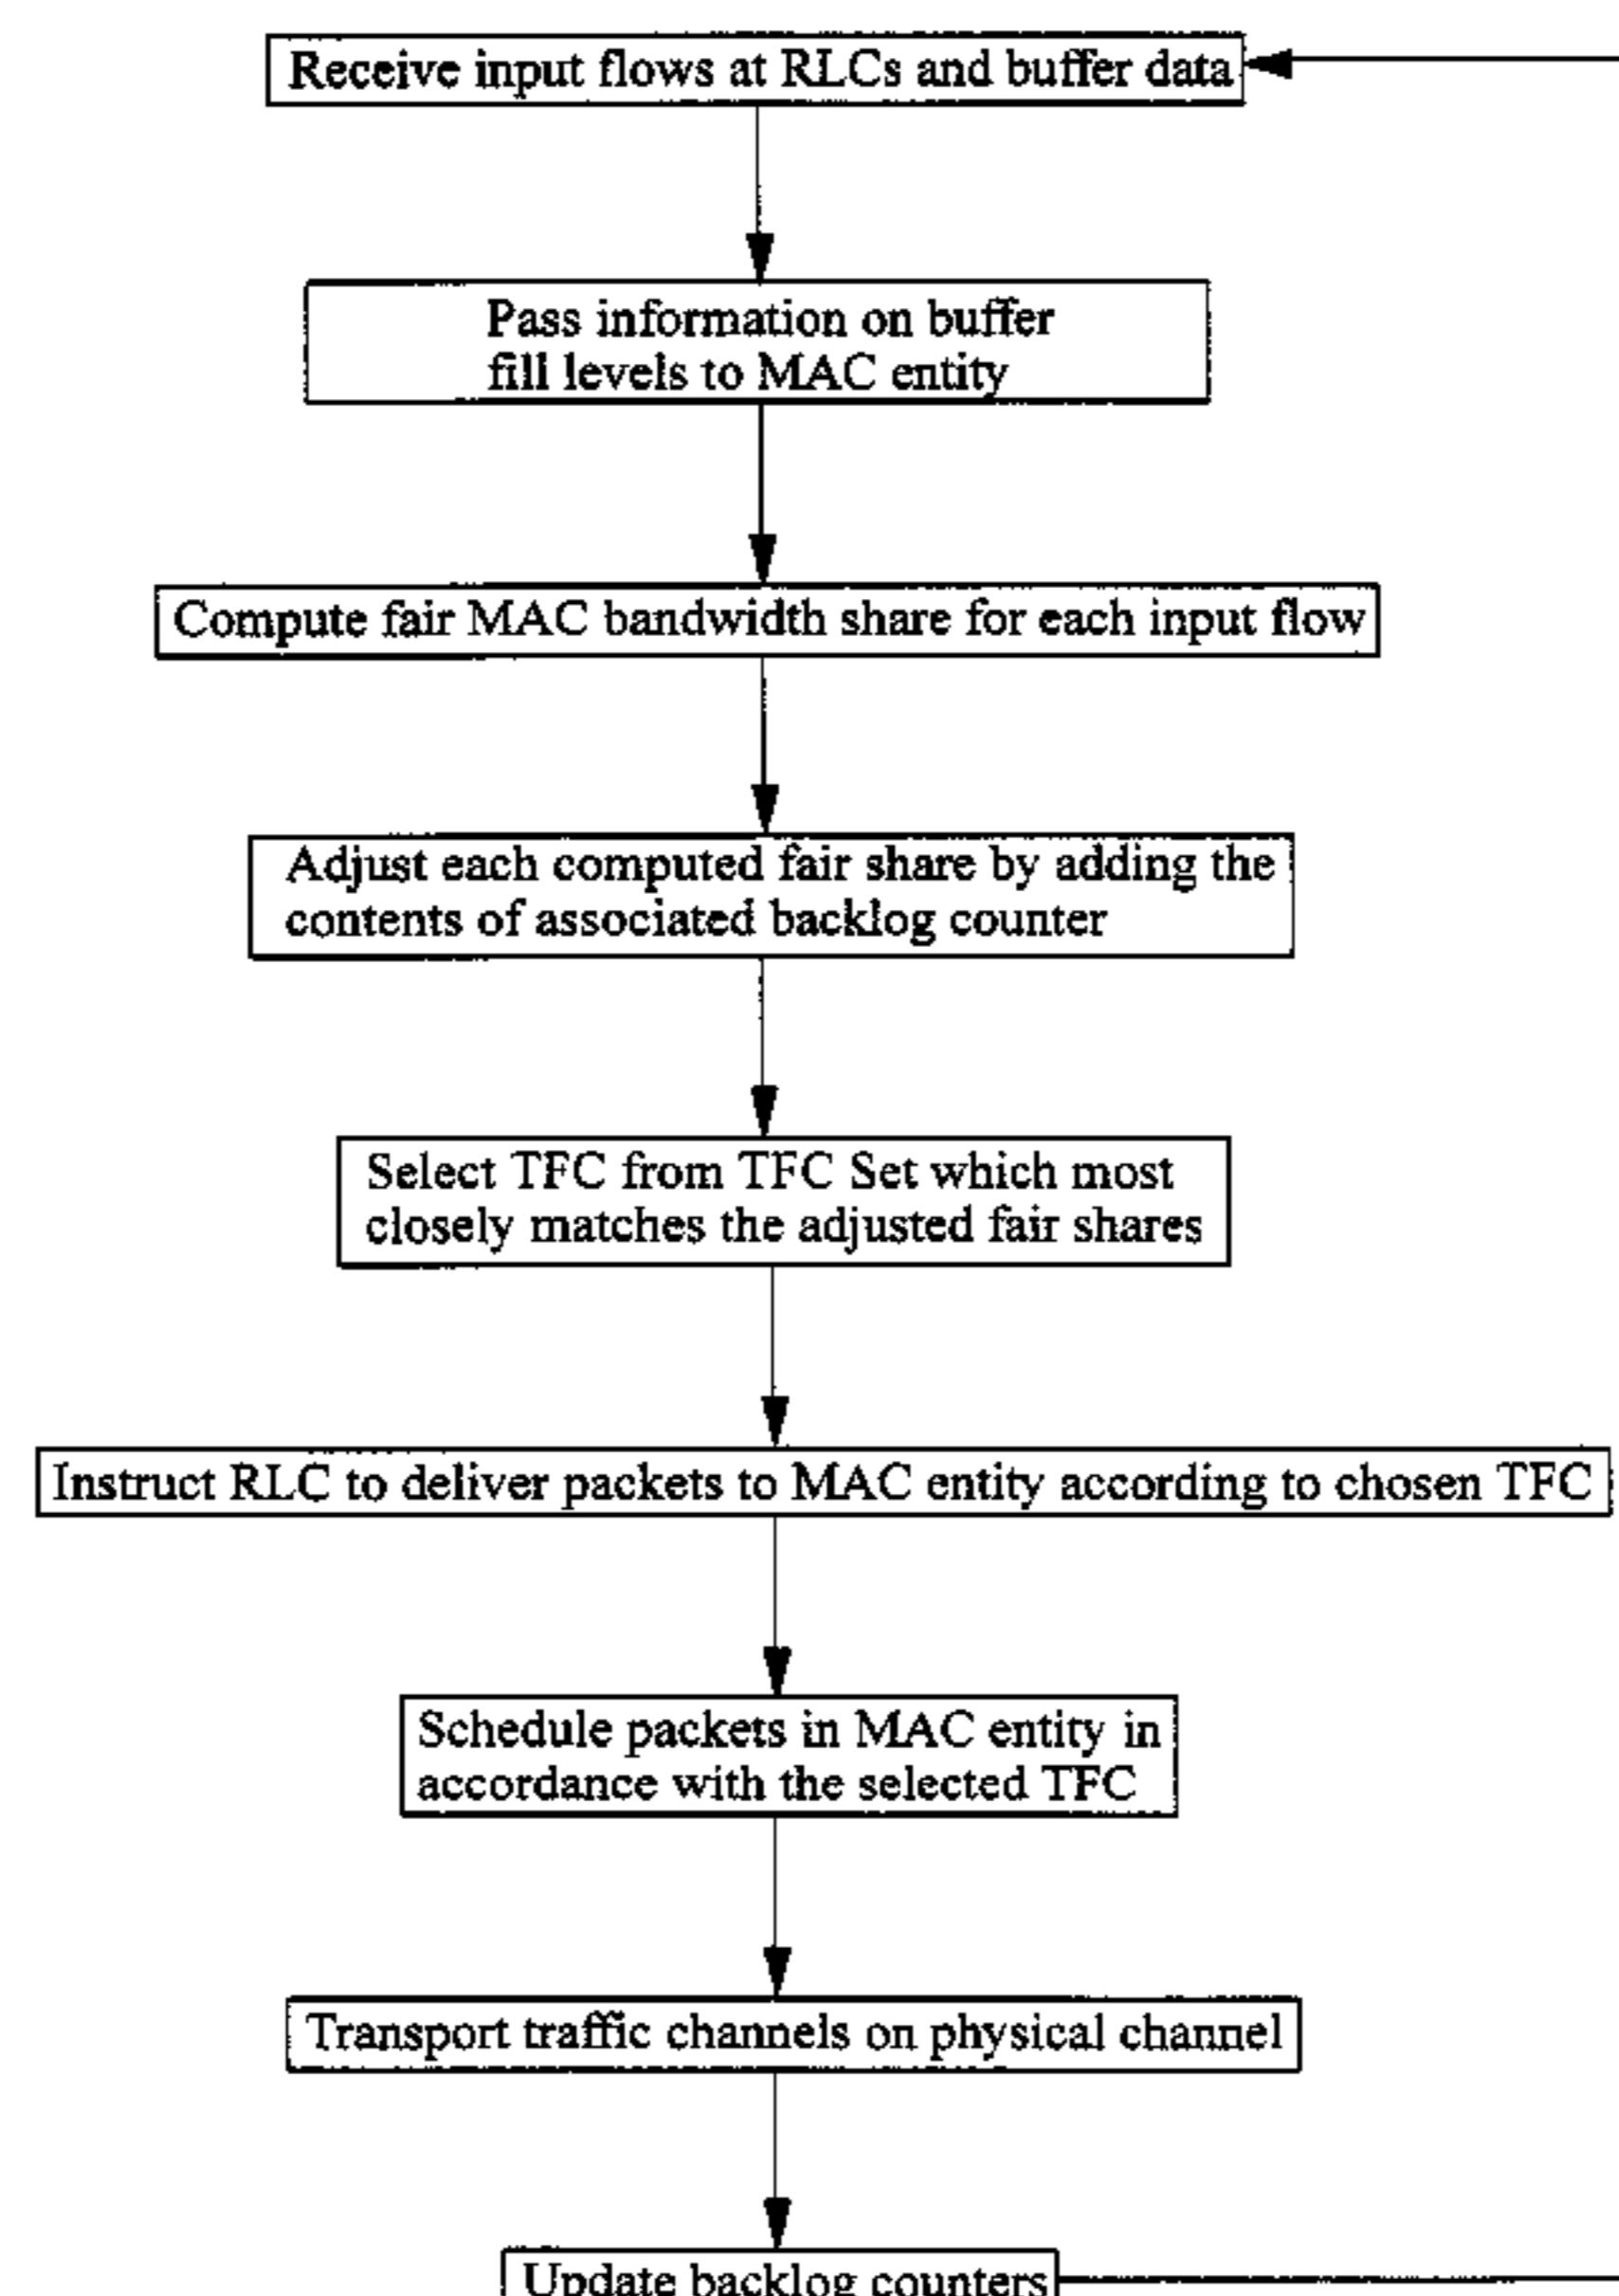 Receive input flows at RLCs and buffer data
Pass information on buffer
fill levels to MAC entity
Compute fair MAC bandwidth share for each input flow
Adjust each computed fair share by adding the
contents of associated backlog counter
Select TFC from TFC Set which most
closely matches the adjusted fair shares
Instruct RLC to deliver packets to MAC entity according to chosen TFC
Schedule packets in MAC entity in
accordance with the selected TFC
Transport traffic channels on physical channel
Update backlog counters